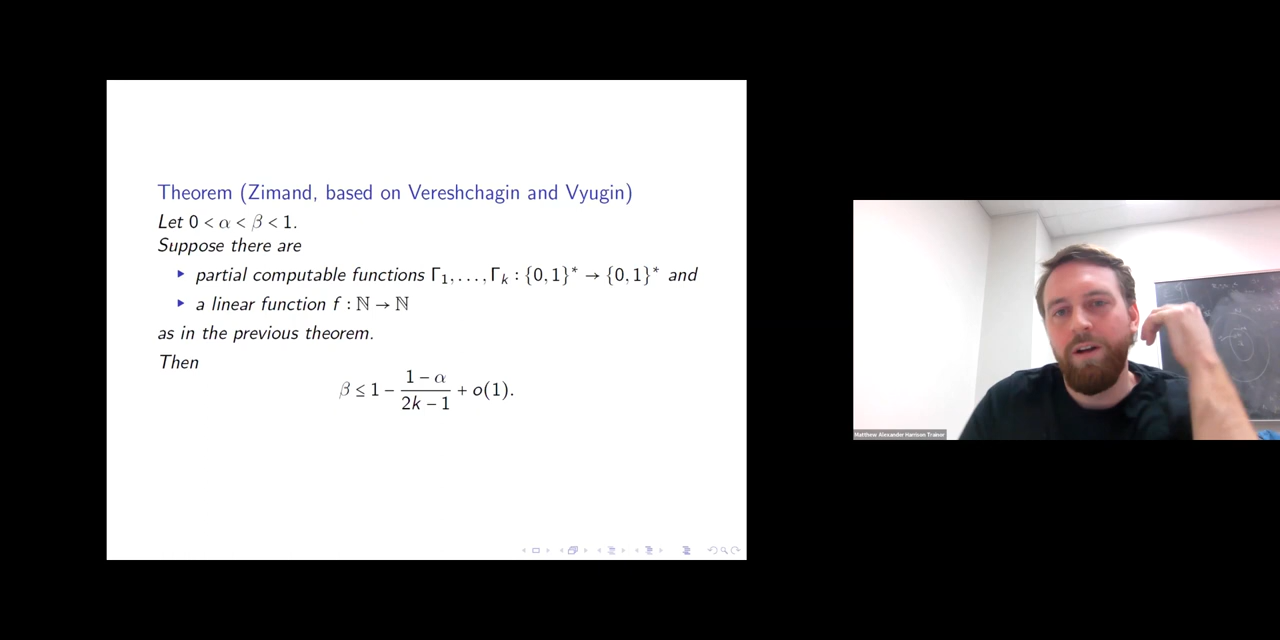 Theorem (Zimand, based on Vereshchagin and Vyugin)
Let 0 < α < β < 1.
Suppose there are
▸ partial computable functions Γ₁, . . . , Γₖ : {0, 1}* → {0, 1}* and
▸ a linear function f : ℕ → ℕ
as in the previous theorem.
Then
β ≤ 1 − (1 − α)/(2k − 1) + o(1).
Matthew Alexander Harrison Trainor